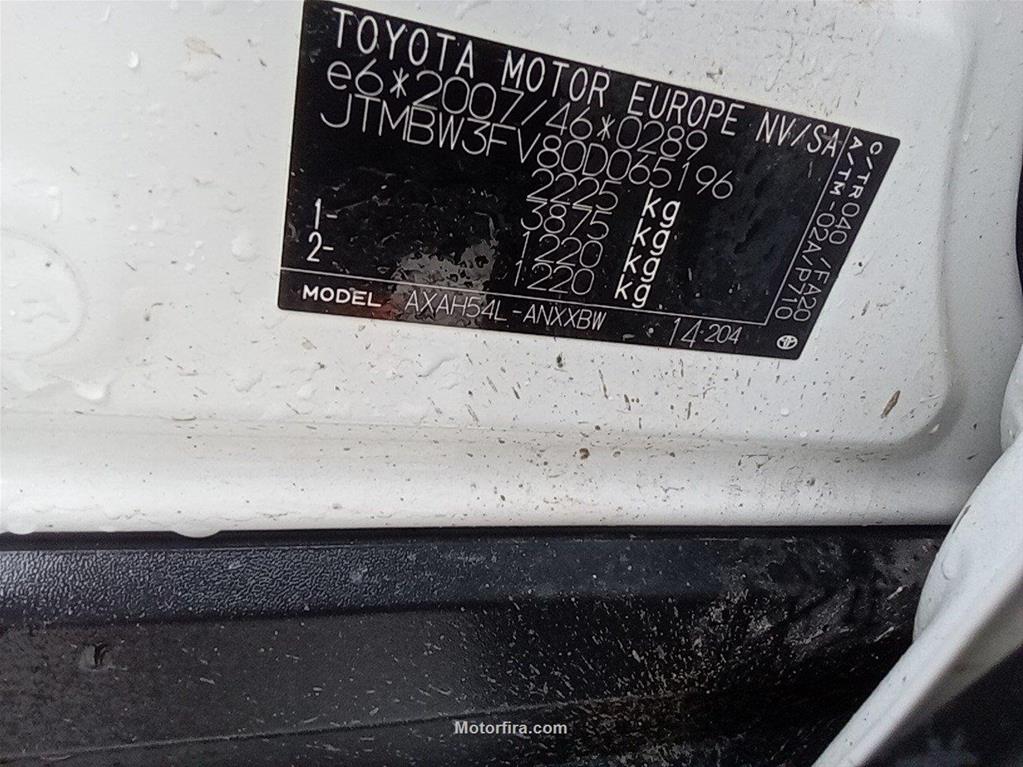 TOYOTA MOTOR EUROPE NV/SA
e6*2007/46*0289
JTMBW3FV80D065196
2225 kg
3875 kg
1- 1220 kg
2- 1220 kg
C/TR 040/FA20
A/TM -02A/P710
MODEL AXAH54L -ANXXBW 14-204
Motorfira.com